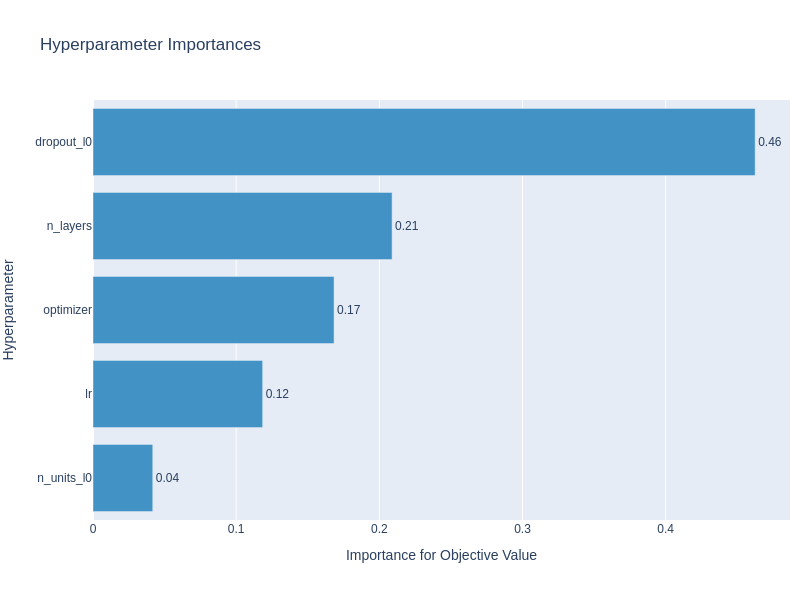 Hyperparameter Importances
Hyperparameter
dropout_l0
0.46
n_layers
0.21
optimizer
0.17
lr
0.12
n_units_l0
0.04
0
0.1
0.2
0.3
0.4
Importance for Objective Value